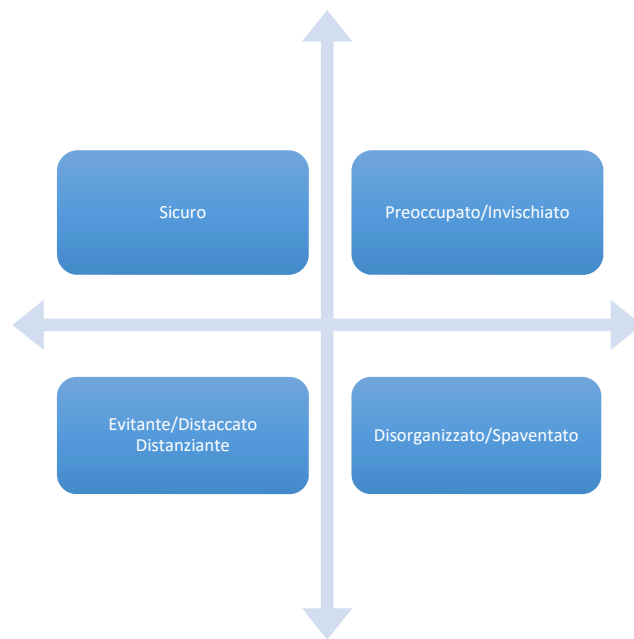 Sicuro
Preoccupato/Invischiato
Evitante/Distaccato
Distanziante
Disorganizzato/Spaventato